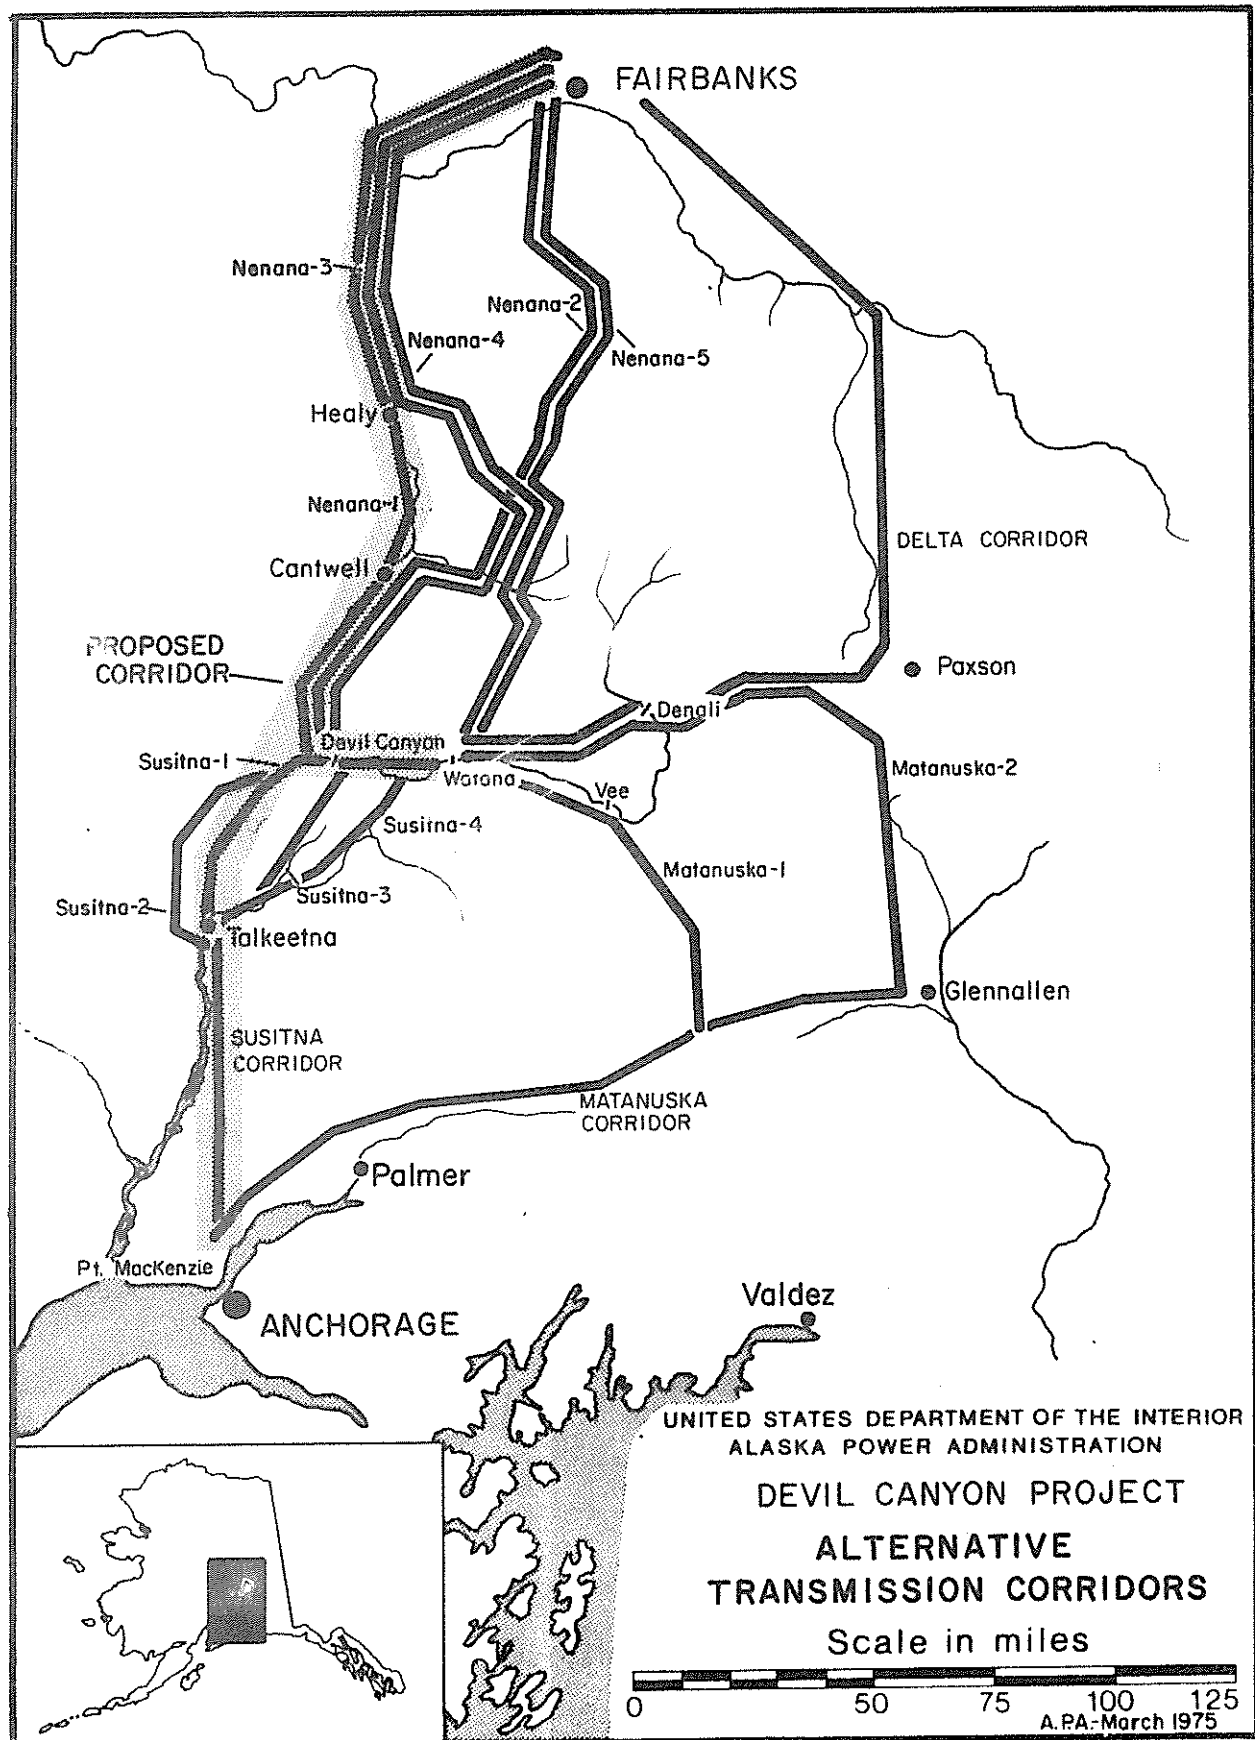 FAIRBANKS
Nenana-3
Nenana-2
Nenana-4
Nenana-5
Healy
Nenana-1
DELTA CORRIDOR
Cantwell
PROPOSED
CORRIDOR
Paxson
Denali
Devil Canyon
Susitna-1
Watana
Matanuska-2
Vee
Susitna-4
Matanuska-1
Susitna-3
Susitna-2
Talkeetna
Glennallen
SUSITNA
CORRIDOR
MATANUSKA
CORRIDOR
Palmer
Pt. MacKenzie
Valdez
ANCHORAGE
UNITED STATES DEPARTMENT OF THE INTERIOR
ALASKA POWER ADMINISTRATION
DEVIL CANYON PROJECT
ALTERNATIVE
TRANSMISSION CORRIDORS
Scale in miles
0 50 75 100 125
A.P.A.-March 1975